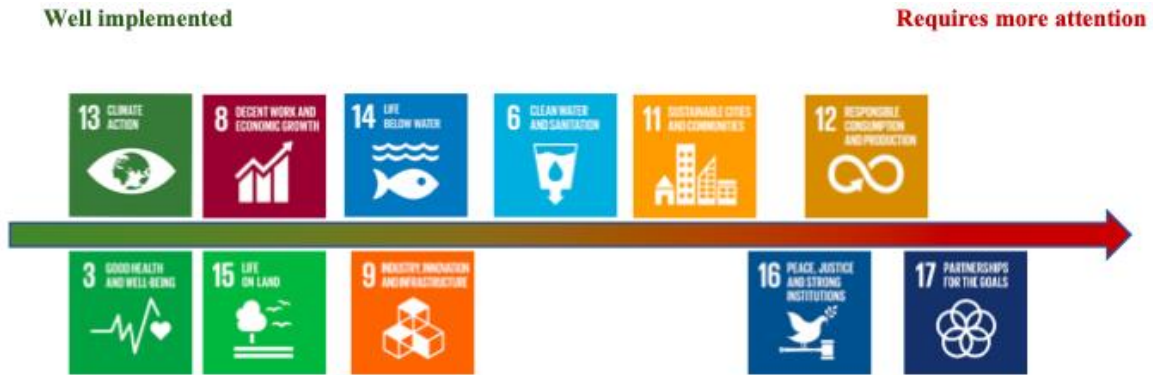 Well implemented
Requires more attention
13 CLIMATE
ACTION
8 DECENT WORK AND
ECONOMIC GROWTH
14 LIFE
BELOW WATER
6 CLEAN WATER
AND SANITATION
11 SUSTAINABLE CITIES
AND COMMUNITIES
12 RESPONSIBLE
CONSUMPTION
AND PRODUCTION
3 GOOD HEALTH
AND WELL-BEING
15 LIFE
ON LAND
9 INDUSTRY, INNOVATION
AND INFRASTRUCTURE
16 PEACE, JUSTICE
AND STRONG
INSTITUTIONS
17 PARTNERSHIPS
FOR THE GOALS